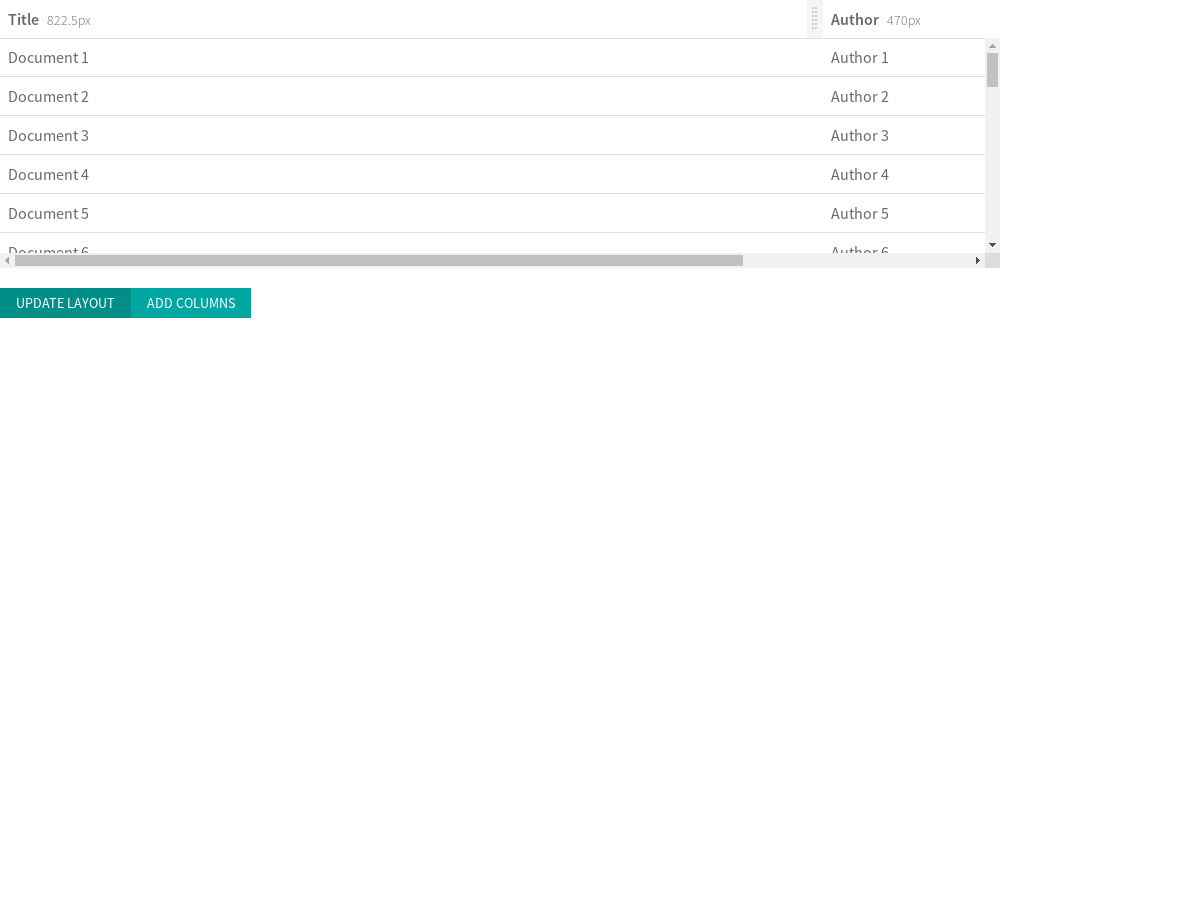 Title 822.5px Author 470px
Document 1 Author 1
Document 2 Author 2
Document 3 Author 3
Document 4 Author 4
Document 5 Author 5
Document 6 Author 6
UPDATE LAYOUT ADD COLUMNS